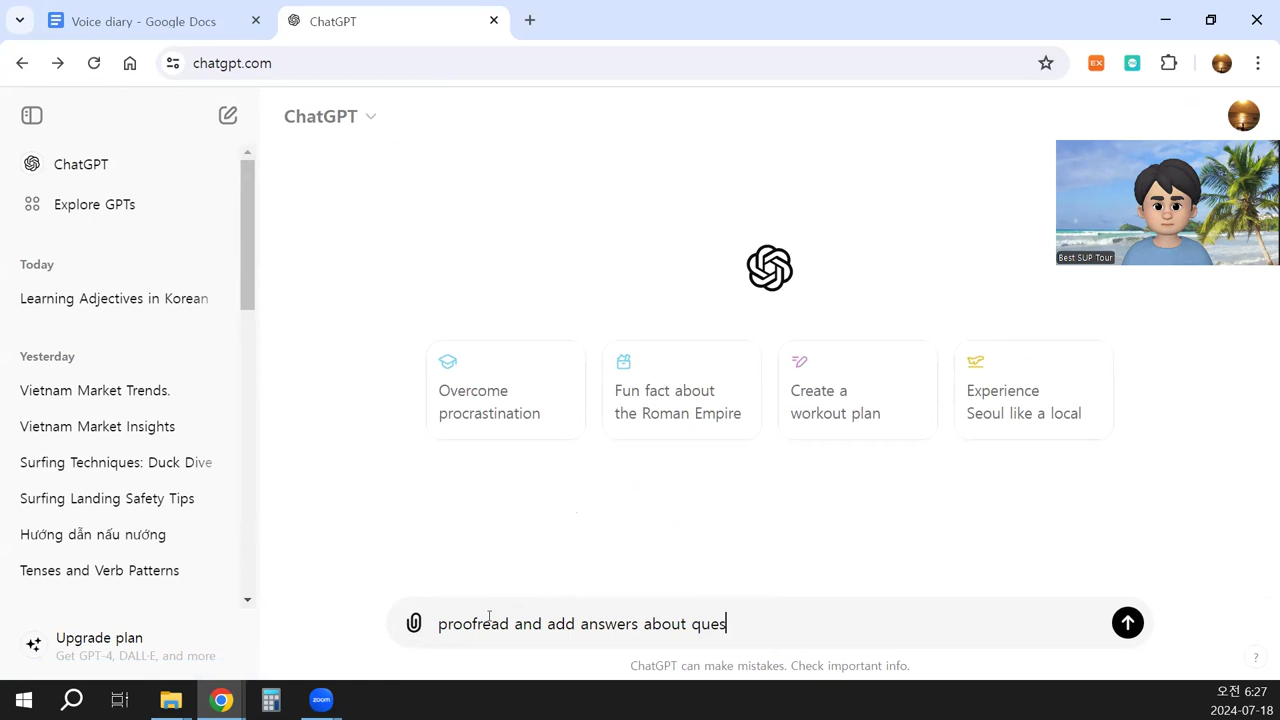 Voice diary - Google Docs
ChatGPT
chatgpt.com
EX
ChatGPT
ChatGPT
Explore GPTs
Today
Learning Adjectives in Korean
Yesterday
Vietnam Market Trends.
Vietnam Market Insights
Surfing Techniques: Duck Dive
Surfing Landing Safety Tips
Hướng dẫn nấu nướng
Tenses and Verb Patterns
Upgrade plan
Get GPT-4, DALL·E, and more
Best SUP Tour
Overcome
procrastination
Fun fact about
the Roman Empire
Create a
workout plan
Experience
Seoul like a local
proofread and add answers about ques
ChatGPT can make mistakes. Check important info.
?
zoom
오전 6:27
2024-07-18